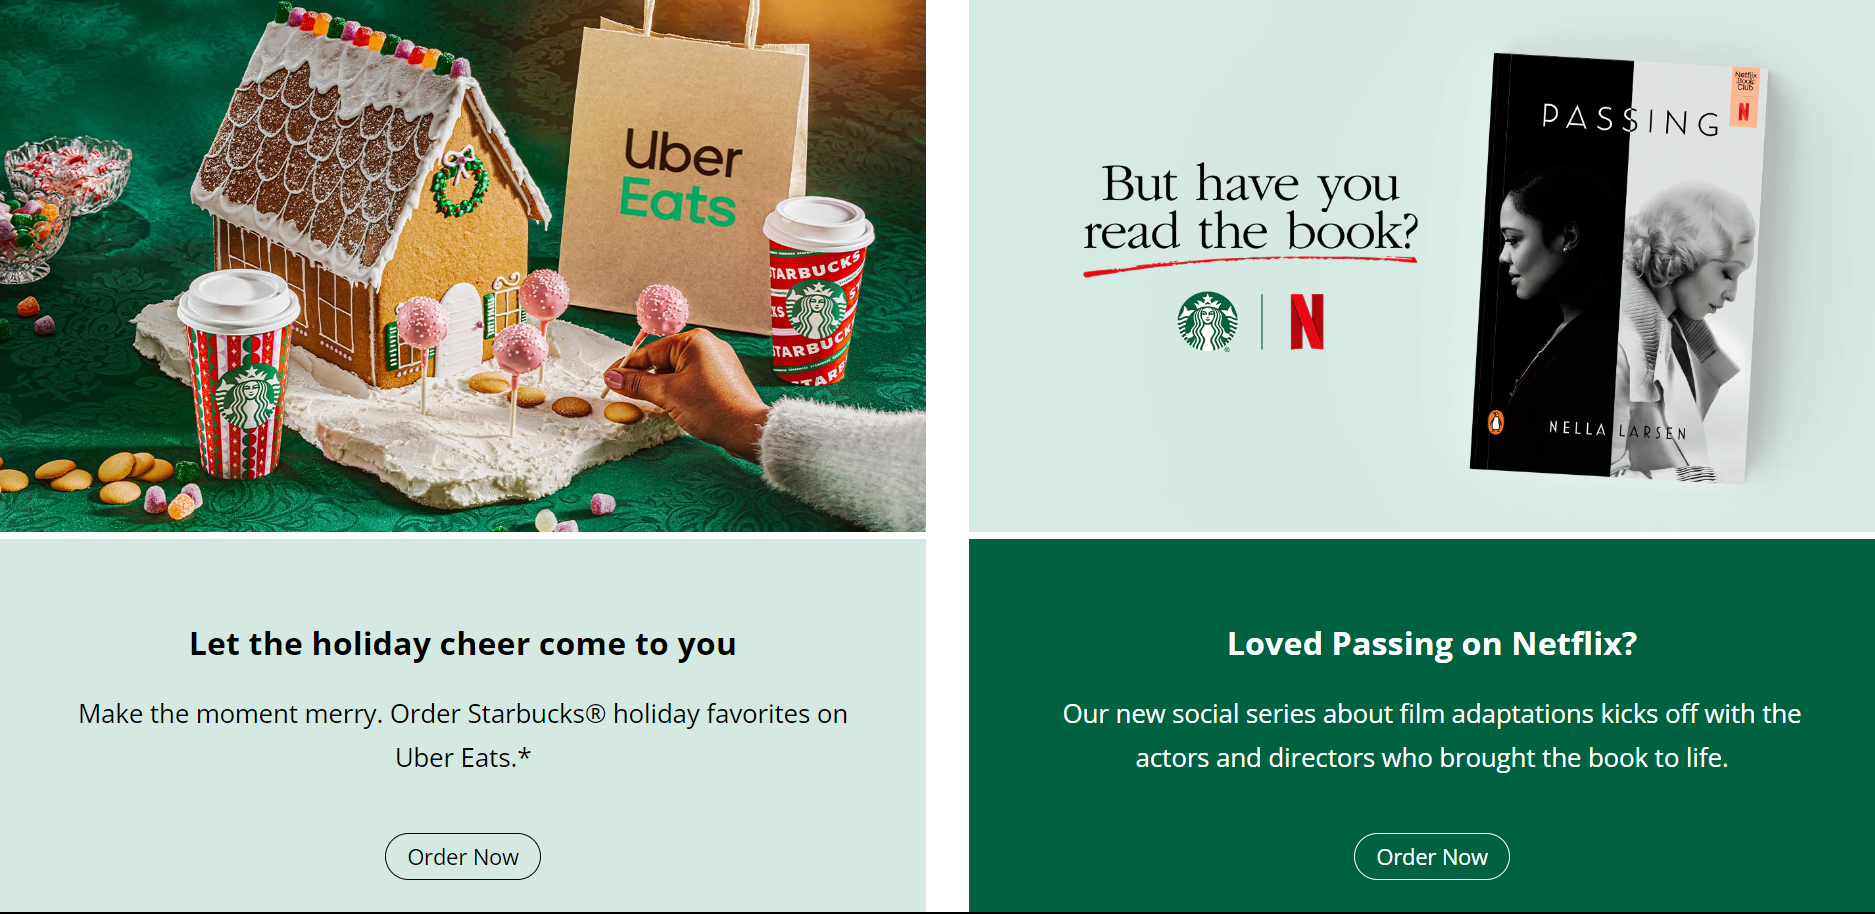 Uber
Eats
STARBUCKS
STARBUCK
STARB
Let the holiday cheer come to you
Make the moment merry. Order Starbucks® holiday favorites on
Uber Eats.*
Order Now
But have you
read the book?
N
PASSING
Netflix
Book
Club
N
NELLA LARSEN
Loved Passing on Netflix?
Our new social series about film adaptations kicks off with the
actors and directors who brought the book to life.
Order Now